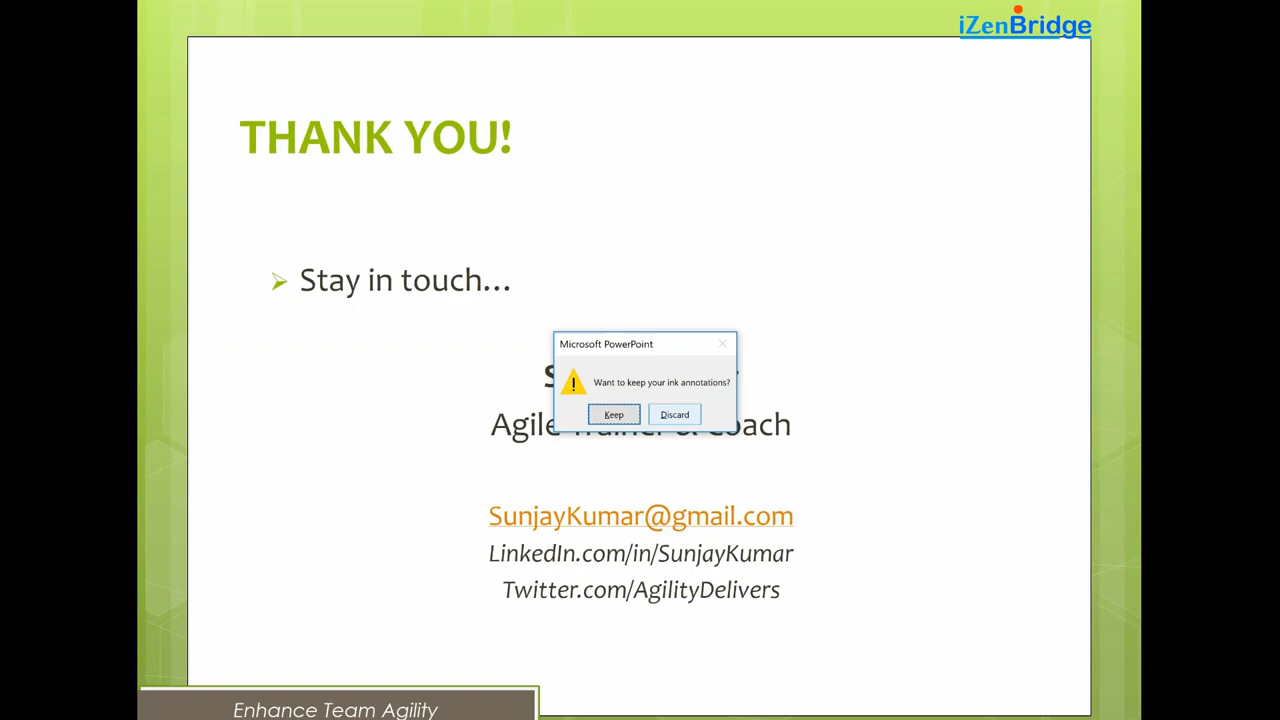 iZenBridge
THANK YOU!
Stay in touch…
Microsoft PowerPoint
Want to keep your ink annotations?
Keep
Discard
Agile Trainer & Coach
SunjayKumar@gmail.com
LinkedIn.com/in/SunjayKumar
Twitter.com/AgilityDelivers
Enhance Team Agility